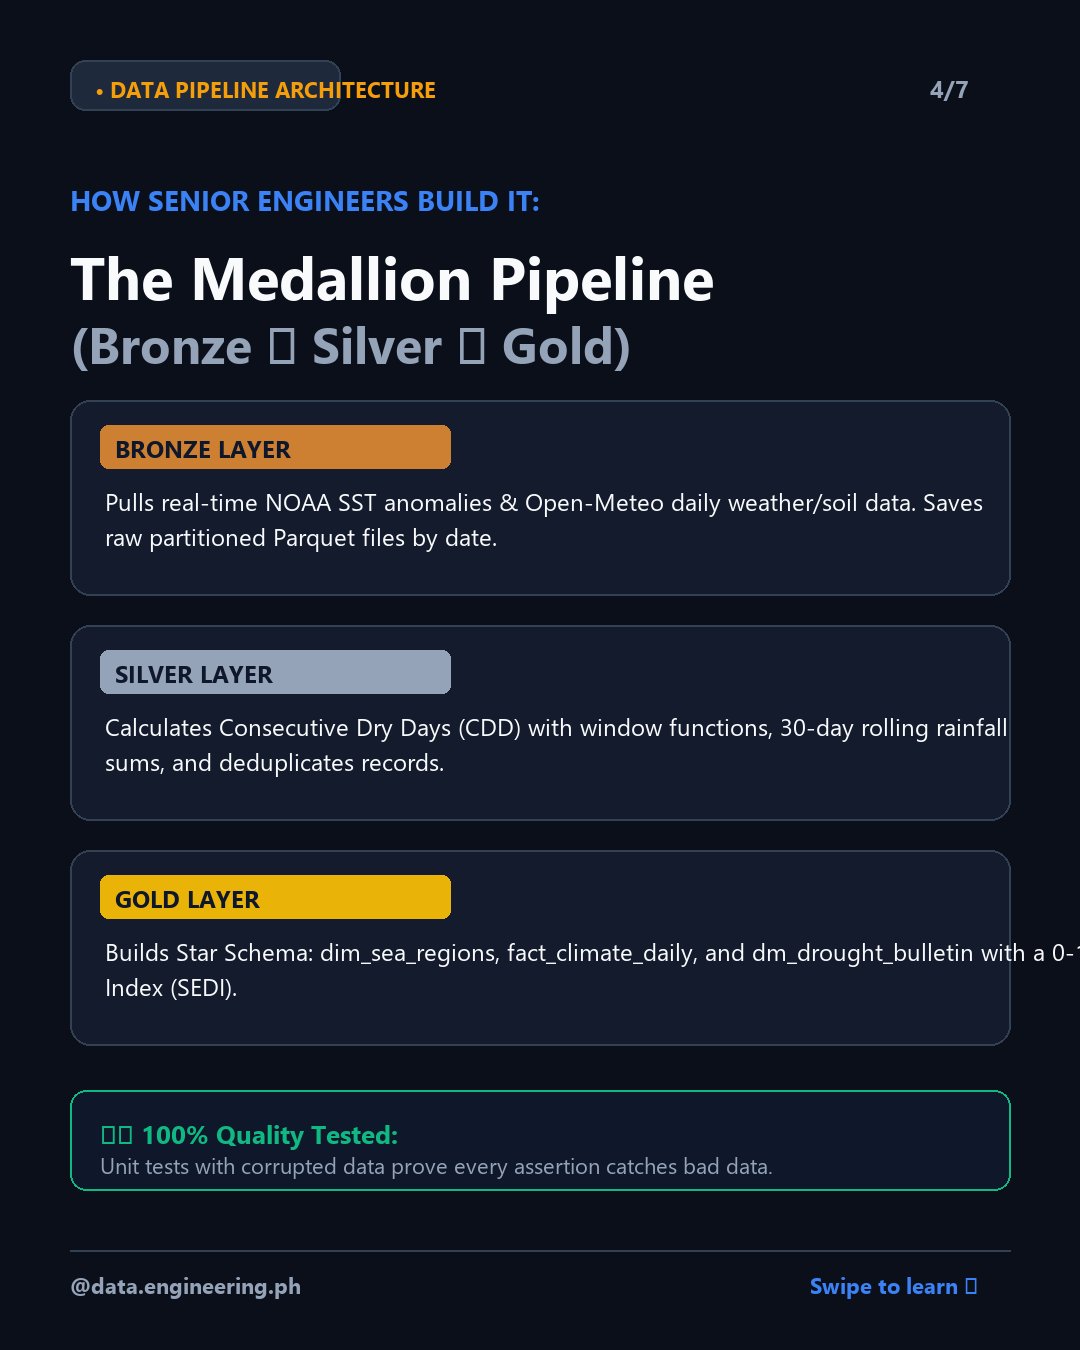 • DATA PIPELINE ARCHITECTURE
4/7
HOW SENIOR ENGINEERS BUILD IT:
The Medallion Pipeline
(Bronze □ Silver □ Gold)
BRONZE LAYER
Pulls real-time NOAA SST anomalies & Open-Meteo daily weather/soil data. Saves
raw partitioned Parquet files by date.
SILVER LAYER
Calculates Consecutive Dry Days (CDD) with window functions, 30-day rolling rainfall
sums, and deduplicates records.
GOLD LAYER
Builds Star Schema: dim_sea_regions, fact_climate_daily, and dm_drought_bulletin with a 0-
Index (SEDI).
□□ 100% Quality Tested:
Unit tests with corrupted data prove every assertion catches bad data.
@data.engineering.ph
Swipe to learn □